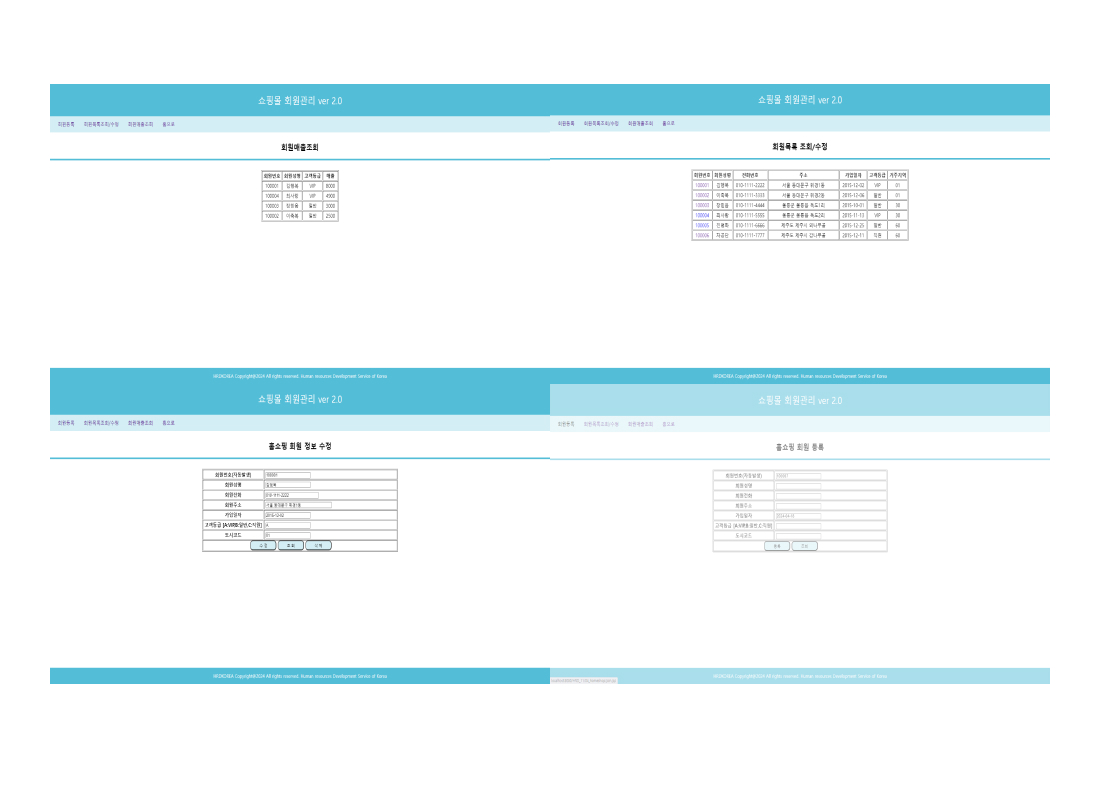 쇼핑몰 회원관리 ver 2.0
회원등록 회원목록조회/수정 회원매출조회 홈으로
회원매출조회
회원번호 회원성명 고객등급 매출
100001 김행복 VIP 8000
100004 최사랑 VIP 4500
100003 장믿음 일반 3000
100002 이축복 일반 2500
HRDKOREA Copyright All rights reserved. Human resources Development Service of Korea
쇼핑몰 회원관리 ver 2.0
회원등록 회원목록조회/수정 회원매출조회 홈으로
회원목록 조회/수정
회원번호 회원성명 전화번호 주소 가입일자 고객등급 거주지역
100001 김행복 010-1111-2222 서울 동대문구 휘경1동 2015-12-02 VIP 01
100002 이축복 010-1111-3333 서울 동대문구 휘경2동 2015-12-06 일반 01
100003 장믿음 010-1111-4444 울릉군 울릉읍 독도1리 2015-10-01 일반 30
100004 최사랑 010-1111-5555 울릉군 울릉읍 독도2리 2015-11-13 VIP 30
100005 진평화 010-1111-6666 제주도 제주시 외나무골 2015-12-25 일반 60
100006 차공단 010-1111-7777 제주도 제주시 감나무골 2015-12-11 직원 60
HRDKOREA Copyright All rights reserved. Human resources Development Service of Korea
쇼핑몰 회원관리 ver 2.0
회원등록 회원목록조회/수정 회원매출조회 홈으로
홈쇼핑 회원 정보 수정
회원번호(자동발생) 100001
회원성명 김행복
회원전화 010-1111-2222
회원주소 서울 동대문구 휘경1동
가입일자 2015-12-02
고객등급 [A:VIP,B:일반,C:직원] A
도시코드 01
수정 조회 삭제
HRDKOREA Copyright All rights reserved. Human resources Development Service of Korea
쇼핑몰 회원관리 ver 2.0
회원등록 회원목록조회/수정 회원매출조회 홈으로
홈쇼핑 회원 등록
회원번호(자동발생) 100007
회원성명
회원전화
회원주소
가입일자
고객등급 [A:VIP,B:일반,C:직원]
도시코드
등록 조회
HRDKOREA Copyright All rights reserved. Human resources Development Service of Korea